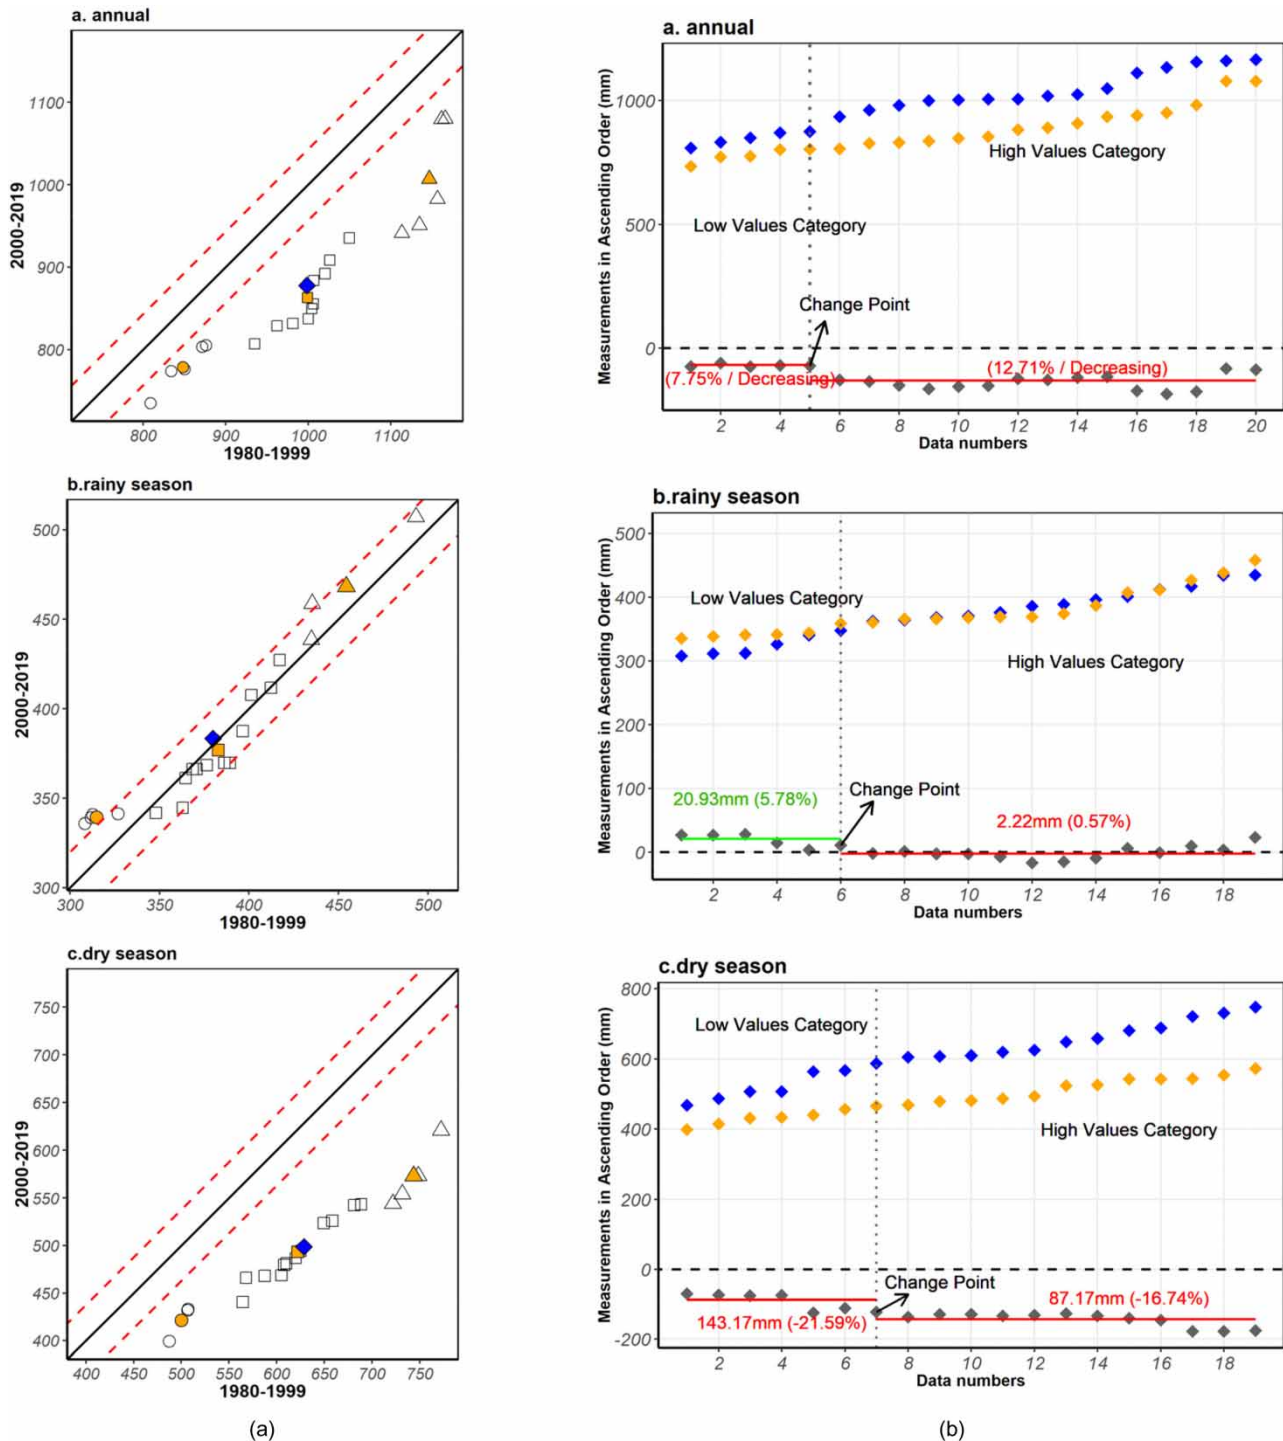 a. annual
2000-2019
1100
1000
900
800
800
900
1000
1100
1980-1999
b.rainy season
2000-2019
500
450
400
350
300
300
350
400
450
500
1980-1999
c.dry season
2000-2019
750
700
650
600
550
500
450
400
400
450
500
550
600
650
700
750
1980-1999
(a)
a. annual
Measurements in Ascending Order (mm)
1000
500
0
High Values Category
Low Values Category
Change Point
(7.75% / Decreasing)
(12.71% / Decreasing)
2
4
6
8
10
12
14
16
18
20
Data numbers
b.rainy season
Measurements in Ascending Order (mm)
500
400
300
200
100
0
Low Values Category
High Values Category
20.93mm (5.78%)
Change Point
2.22mm (0.57%)
2
4
6
8
10
12
14
16
18
Data numbers
c.dry season
Measurements in Ascending Order (mm)
800
600
400
200
0
-200
Low Values Category
High Values Category
Change Point
143.17mm (-21.59%)
87.17mm (-16.74%)
2
4
6
8
10
12
14
16
18
Data numbers
(b)